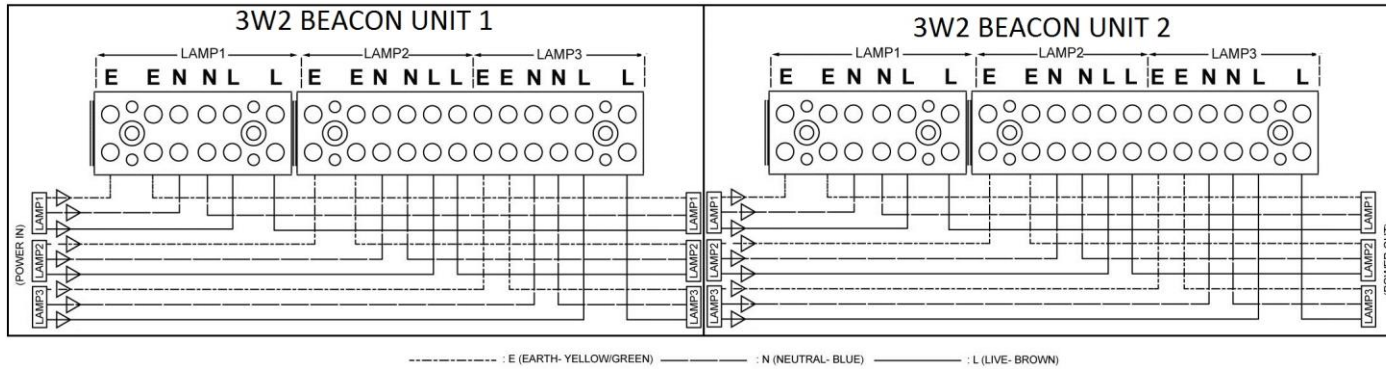 3W2 BEACON UNIT 1
LAMP1 LAMP2 LAMP3
E E N N L L E E N N L L E E N N L L
(POWER IN)
LAMP1
LAMP2
LAMP3
LAMP1
LAMP2
LAMP3
3W2 BEACON UNIT 2
LAMP1 LAMP2 LAMP3
E E N N L L E E N N L L E E N N L L
LAMP1
LAMP2
LAMP3
LAMP1
LAMP2
LAMP3
: E (EARTH- YELLOW/GREEN) : N (NEUTRAL- BLUE) : L (LIVE- BROWN)